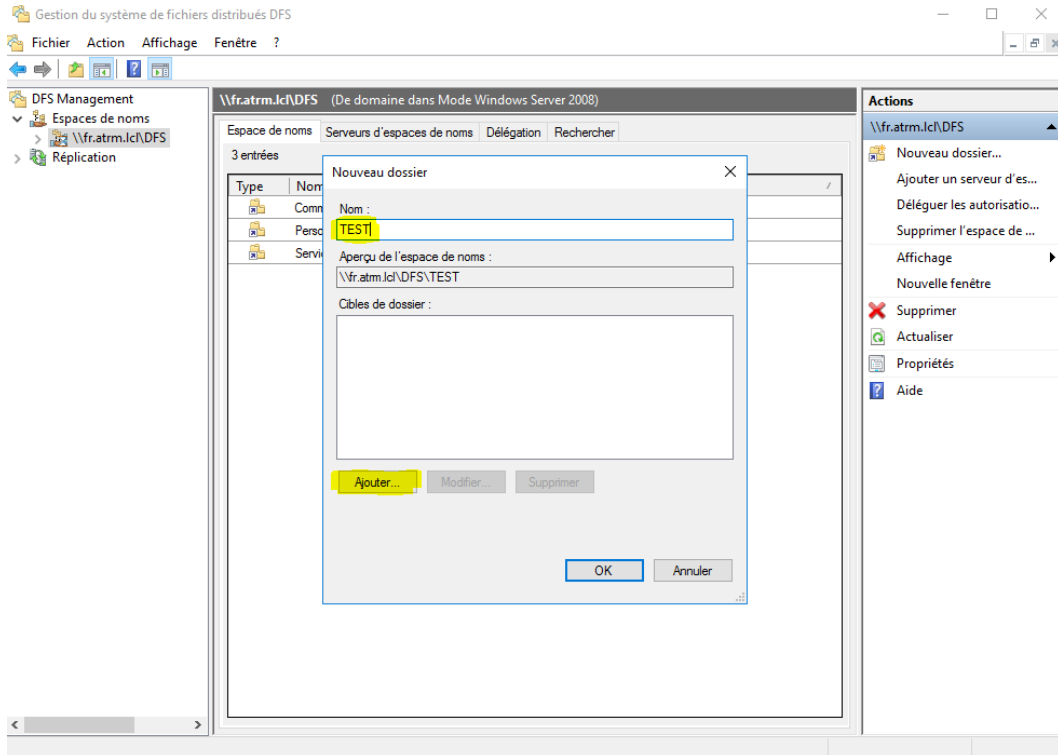 Gestion du système de fichiers distribués DFS
Fichier Action Affichage Fenêtre ?
DFS Management
Espaces de noms
\\fr.atrm.lcl\DFS
Réplication
\\fr.atrm.lcl\DFS (De domaine dans Mode Windows Server 2008)
Espace de noms Serveurs d'espaces de noms Délégation Rechercher
3 entrées
Type Nom
Comm
Perso
Servi
Nouveau dossier
Nom :
TEST
Aperçu de l'espace de noms :
\\fr.atrm.lcl\DFS\TEST
Cibles de dossier :
Ajouter... Modifier... Supprimer
OK Annuler
Actions
\\fr.atrm.lcl\DFS
Nouveau dossier...
Ajouter un serveur d'es...
Déléguer les autorisatio...
Supprimer l'espace de ...
Affichage
Nouvelle fenêtre
Supprimer
Actualiser
Propriétés
Aide